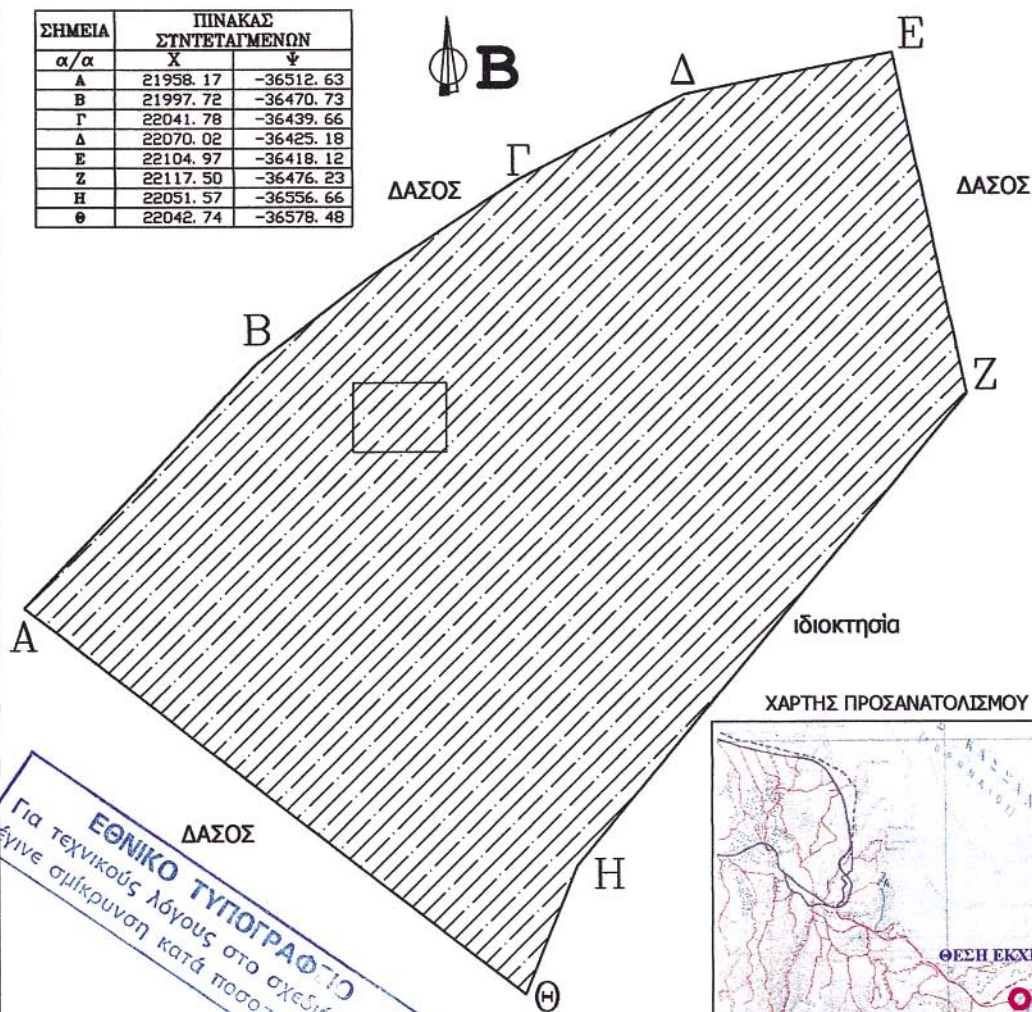 ΣΗΜΕΙΑ ΠΙΝΑΚΑΣ ΣΥΝΤΕΤΑΓΜΕΝΩΝ
α/α Χ Ψ
Α 21958.17 -36512.63
Β 21997.72 -36470.73
Γ 22041.78 -36439.66
Δ 22070.02 -36425.18
Ε 22104.97 -36418.12
Ζ 22117.50 -36476.23
Η 22051.57 -36556.66
Θ 22042.74 -36578.48
Β
Ε
Δ
Γ
ΔΑΣΟΣ
ΔΑΣΟΣ
Β
Ζ
Α
ιδιοκτησία
ΧΑΡΤΗΣ ΠΡΟΣΑΝΑΤΟΛΙΣΜΟΥ
ΔΑΣΟΣ
Η
Θ
ΕΘΝΙΚΟ ΤΥΠΟΓΡΑΦΕΙΟ
Για τεχνικούς λόγους στο
έγινε σμίκρυνση κατά
ΘΕΣΗ